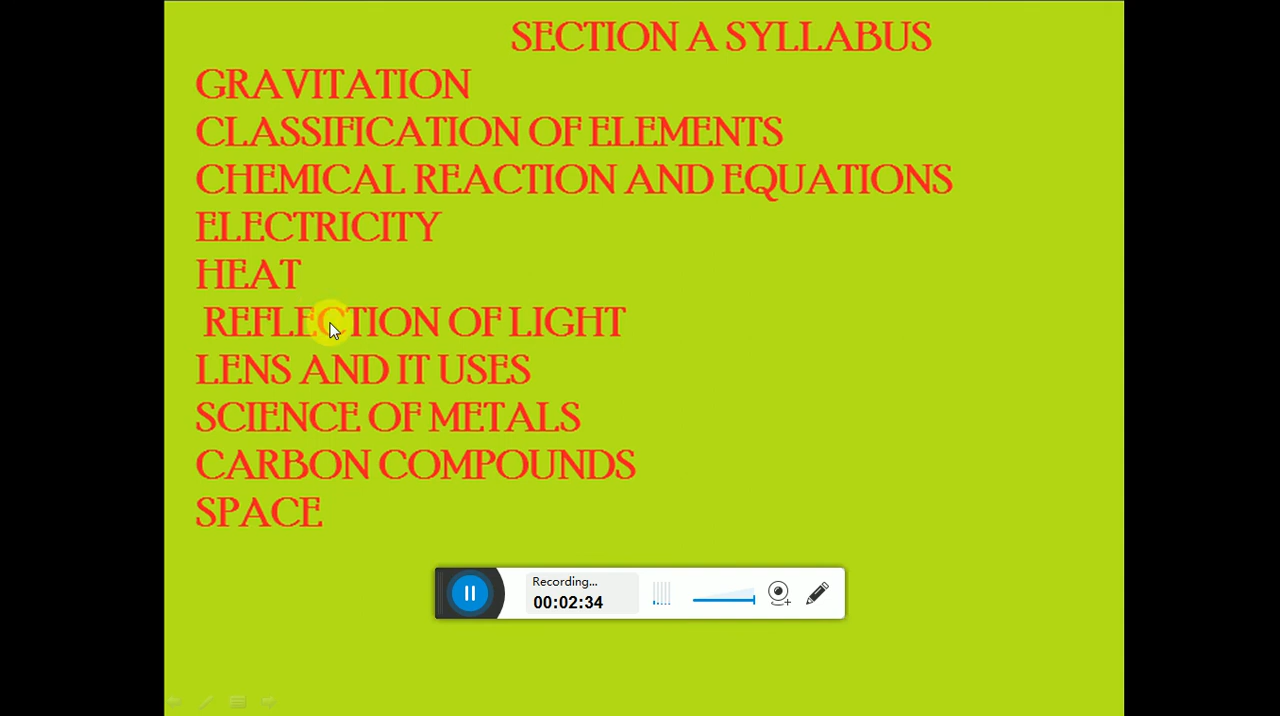 SECTION A SYLLABUS
GRAVITATION
CLASSIFICATION OF ELEMENTS
CHEMICAL REACTION AND EQUATIONS
ELECTRICITY
HEAT
REFLECTION OF LIGHT
LENS AND IT USES
SCIENCE OF METALS
CARBON COMPOUNDS
SPACE
Recording...
00:02:34